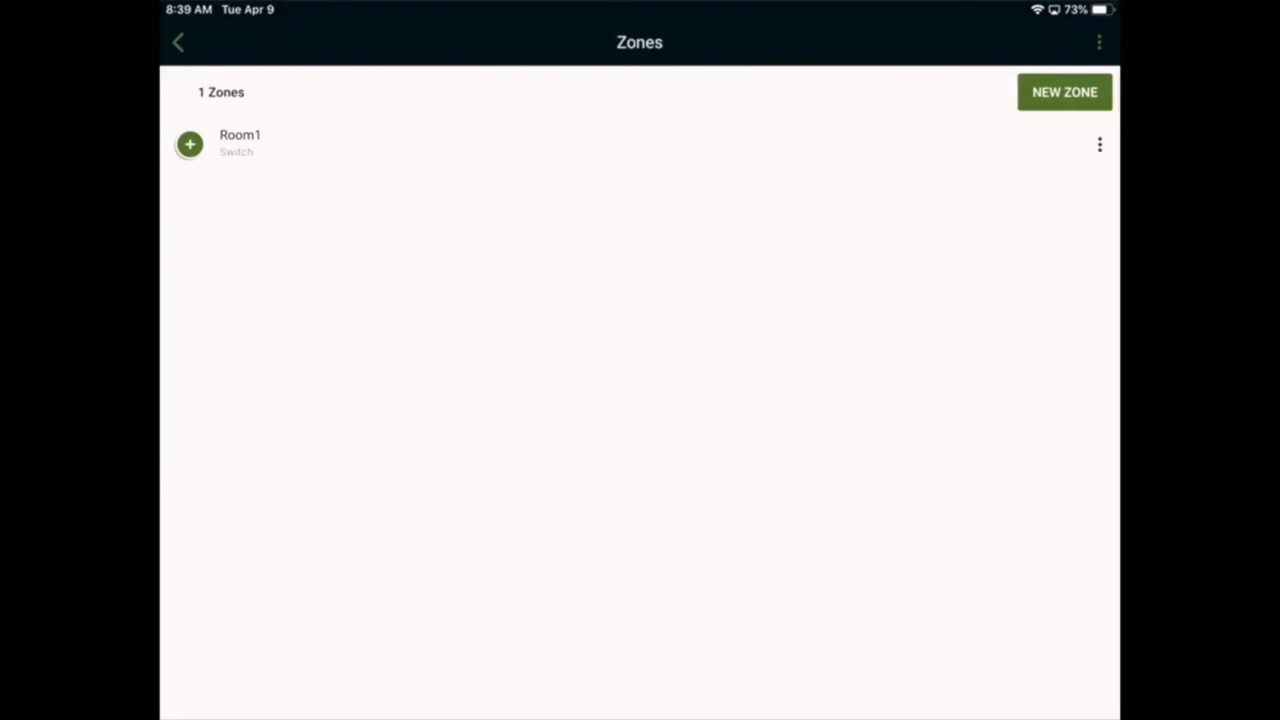 8:39 AM Tue Apr 9
73%
Zones
1 Zones
NEW ZONE
Room1
Switch